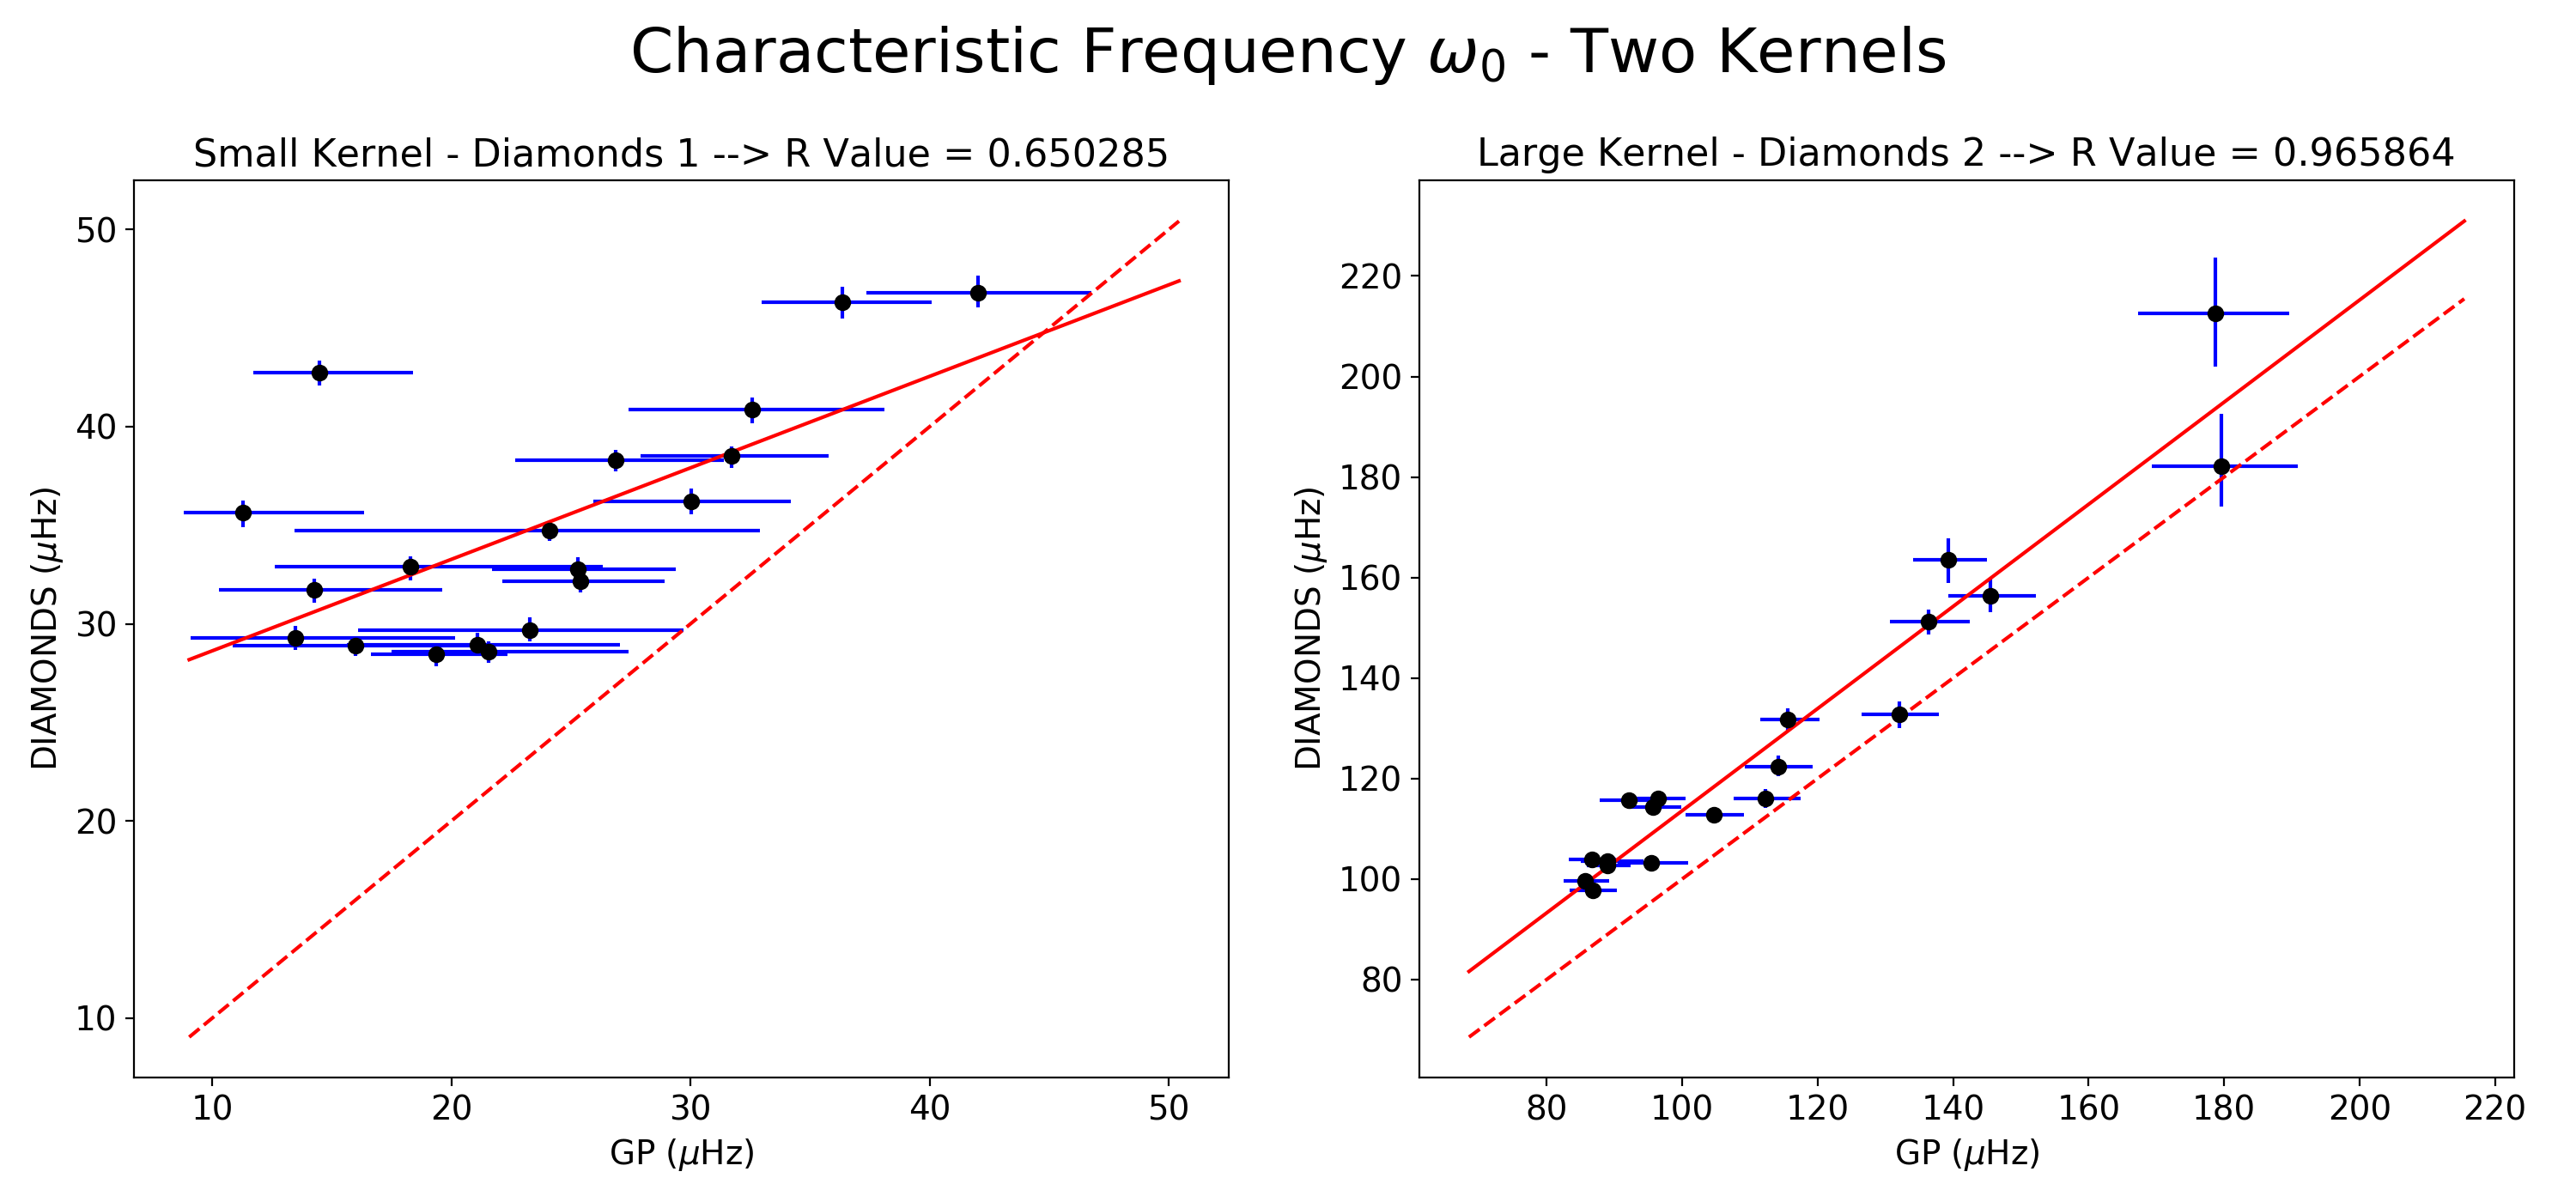 Characteristic Frequency ω₀ - Two Kernels
Small Kernel - Diamonds 1 --> R Value = 0.650285
50
40
30
20
10
DIAMONDS (μHz)
10 20 30 40 50
GP (μHz)
Large Kernel - Diamonds 2 --> R Value = 0.965864
220
200
180
160
140
120
100
80
DIAMONDS (μHz)
80 100 120 140 160 180 200 220
GP (μHz)